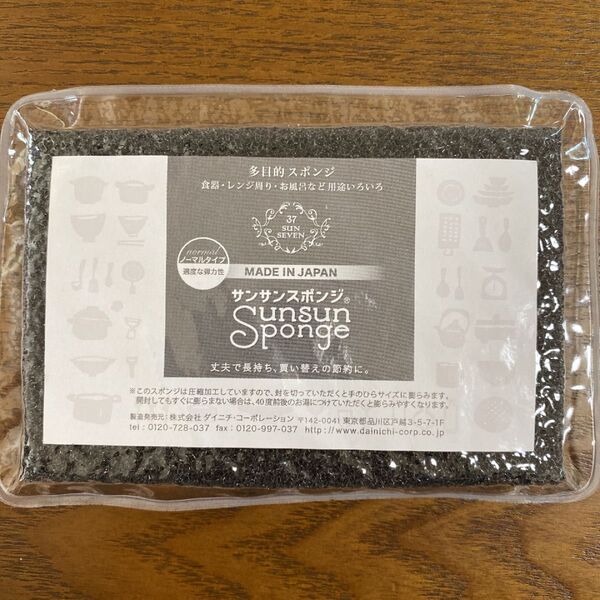 多目的 スポンジ
食器・レンジ周り・お風呂など 用途いろいろ
37
SUN
SEVEN
normal
ノーマルタイプ
適度な弾力性
MADE IN JAPAN
サンサンスポンジ®
Sunsun
Sponge
丈夫で長持ち、買い替えの節約に。
※このスポンジは圧縮加工していますので、封を切っていただくと手のひらサイズに膨らみます。
開封してもすぐに膨らまない場合は、40度前後のお湯につけていただくと膨らみやすくなります。
製造発売元：株式会社 ダイニチ・コーポレーション 〒142-0041 東京都品川区戸越3-5-7-1F
tel : 0120-728-037 fax : 0120-997-037 http://www.dainichi-corp.co.jp